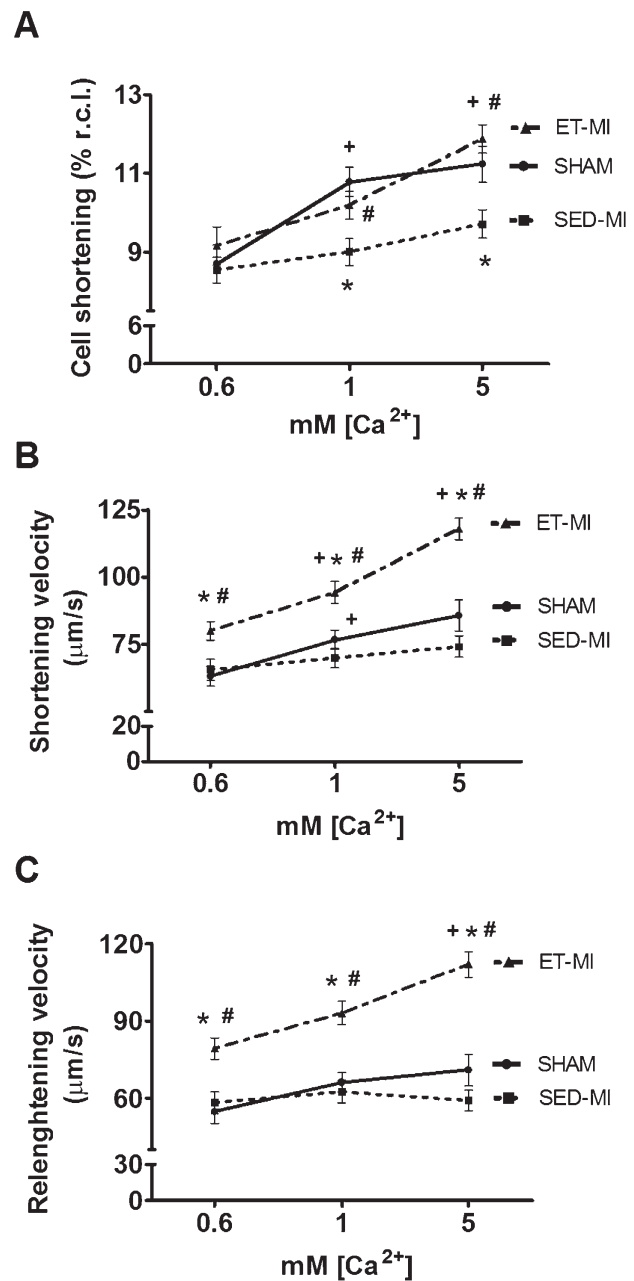 A
Cell shortening (% r.c.l.)
13
11
9
6
0
+ #
+
#
*
*
ET-MI
SHAM
SED-MI
0.6 1 5
mM [Ca2+]
B
Shortening velocity
(μm/s)
125
100
75
20
0
+ * #
+ * #
* #
+
ET-MI
SHAM
SED-MI
0.6 1 5
mM [Ca2+]
C
Relenghtening velocity
(μm/s)
120
90
60
30
0
+ * #
* #
* #
ET-MI
SHAM
SED-MI
0.6 1 5
mM [Ca2+]